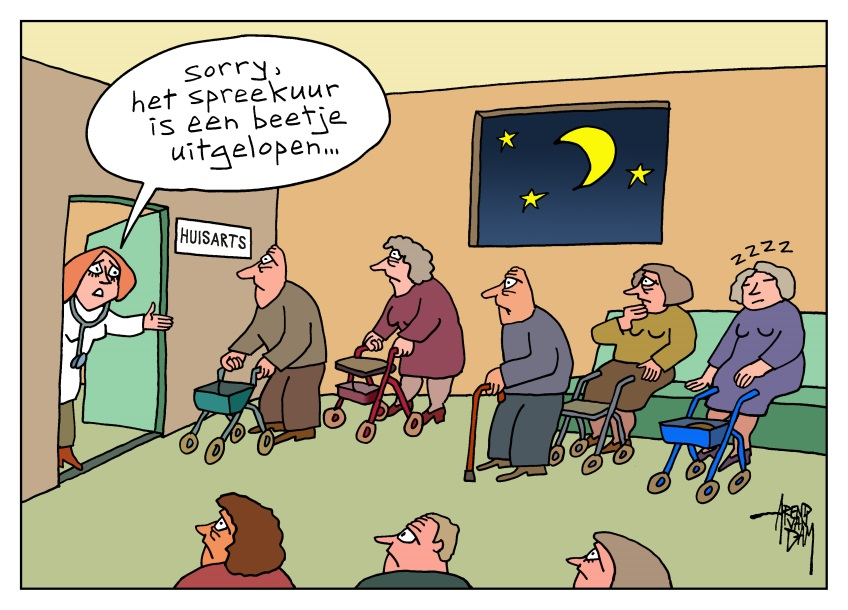 sorry,
het spreekuur
is een beetje
uitgelopen...
HUISARTS
zzzz
AREND
VAN
DAM